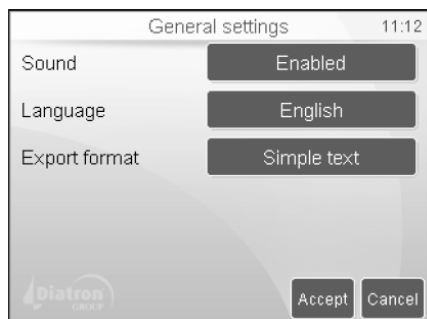 General settings 11:12
Sound Enabled
Language English
Export format Simple text
Diatron
GROUP
Accept Cancel